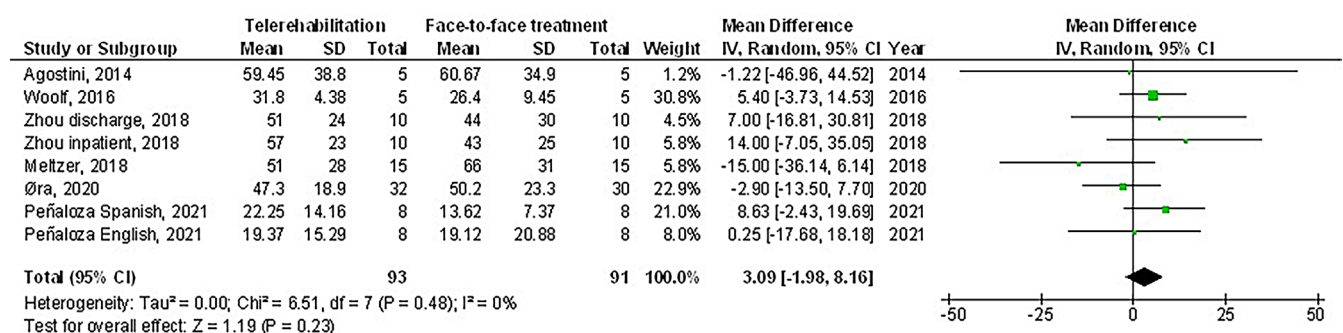 Telerehabilitation Face-to-face treatment Mean Difference Mean Difference
Study or Subgroup Mean SD Total Mean SD Total Weight IV, Random, 95% CI Year IV, Random, 95% CI
Agostini, 2014 59.45 38.8 5 60.67 34.9 5 1.2% -1.22 [-46.96, 44.52] 2014
Woolf, 2016 31.8 4.38 5 26.4 9.45 5 30.8% 5.40 [-3.73, 14.53] 2016
Zhou discharge, 2018 51 24 10 44 30 10 4.5% 7.00 [-16.81, 30.81] 2018
Zhou inpatient, 2018 57 23 10 43 25 10 5.8% 14.00 [-7.05, 35.05] 2018
Meltzer, 2018 51 28 15 66 31 15 5.8% -15.00 [-36.14, 6.14] 2018
Øra, 2020 47.3 18.9 32 50.2 23.3 30 22.9% -2.90 [-13.50, 7.70] 2020
Peñaloza Spanish, 2021 22.25 14.16 8 13.62 7.37 8 21.0% 8.63 [-2.43, 19.69] 2021
Peñaloza English, 2021 19.37 15.29 8 19.12 20.88 8 8.0% 0.25 [-17.68, 18.18] 2021
Total (95% CI) 93 91 100.0% 3.09 [-1.98, 8.16]
Heterogeneity: Tau² = 0.00; Chi² = 6.51, df = 7 (P = 0.48); I² = 0%
Test for overall effect: Z = 1.19 (P = 0.23)
-50 -25 0 25 50